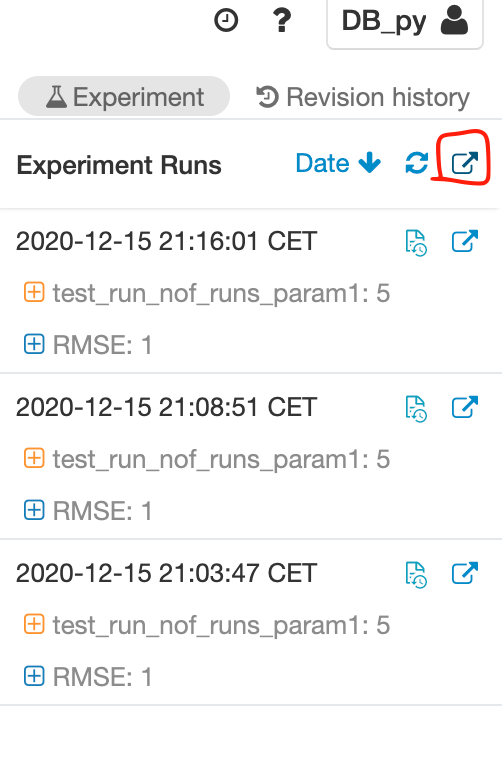 ? DB_py
Experiment Revision history
Experiment Runs Date
2020-12-15 21:16:01 CET
test_run_nof_runs_param1: 5
RMSE: 1
2020-12-15 21:08:51 CET
test_run_nof_runs_param1: 5
RMSE: 1
2020-12-15 21:03:47 CET
test_run_nof_runs_param1: 5
RMSE: 1